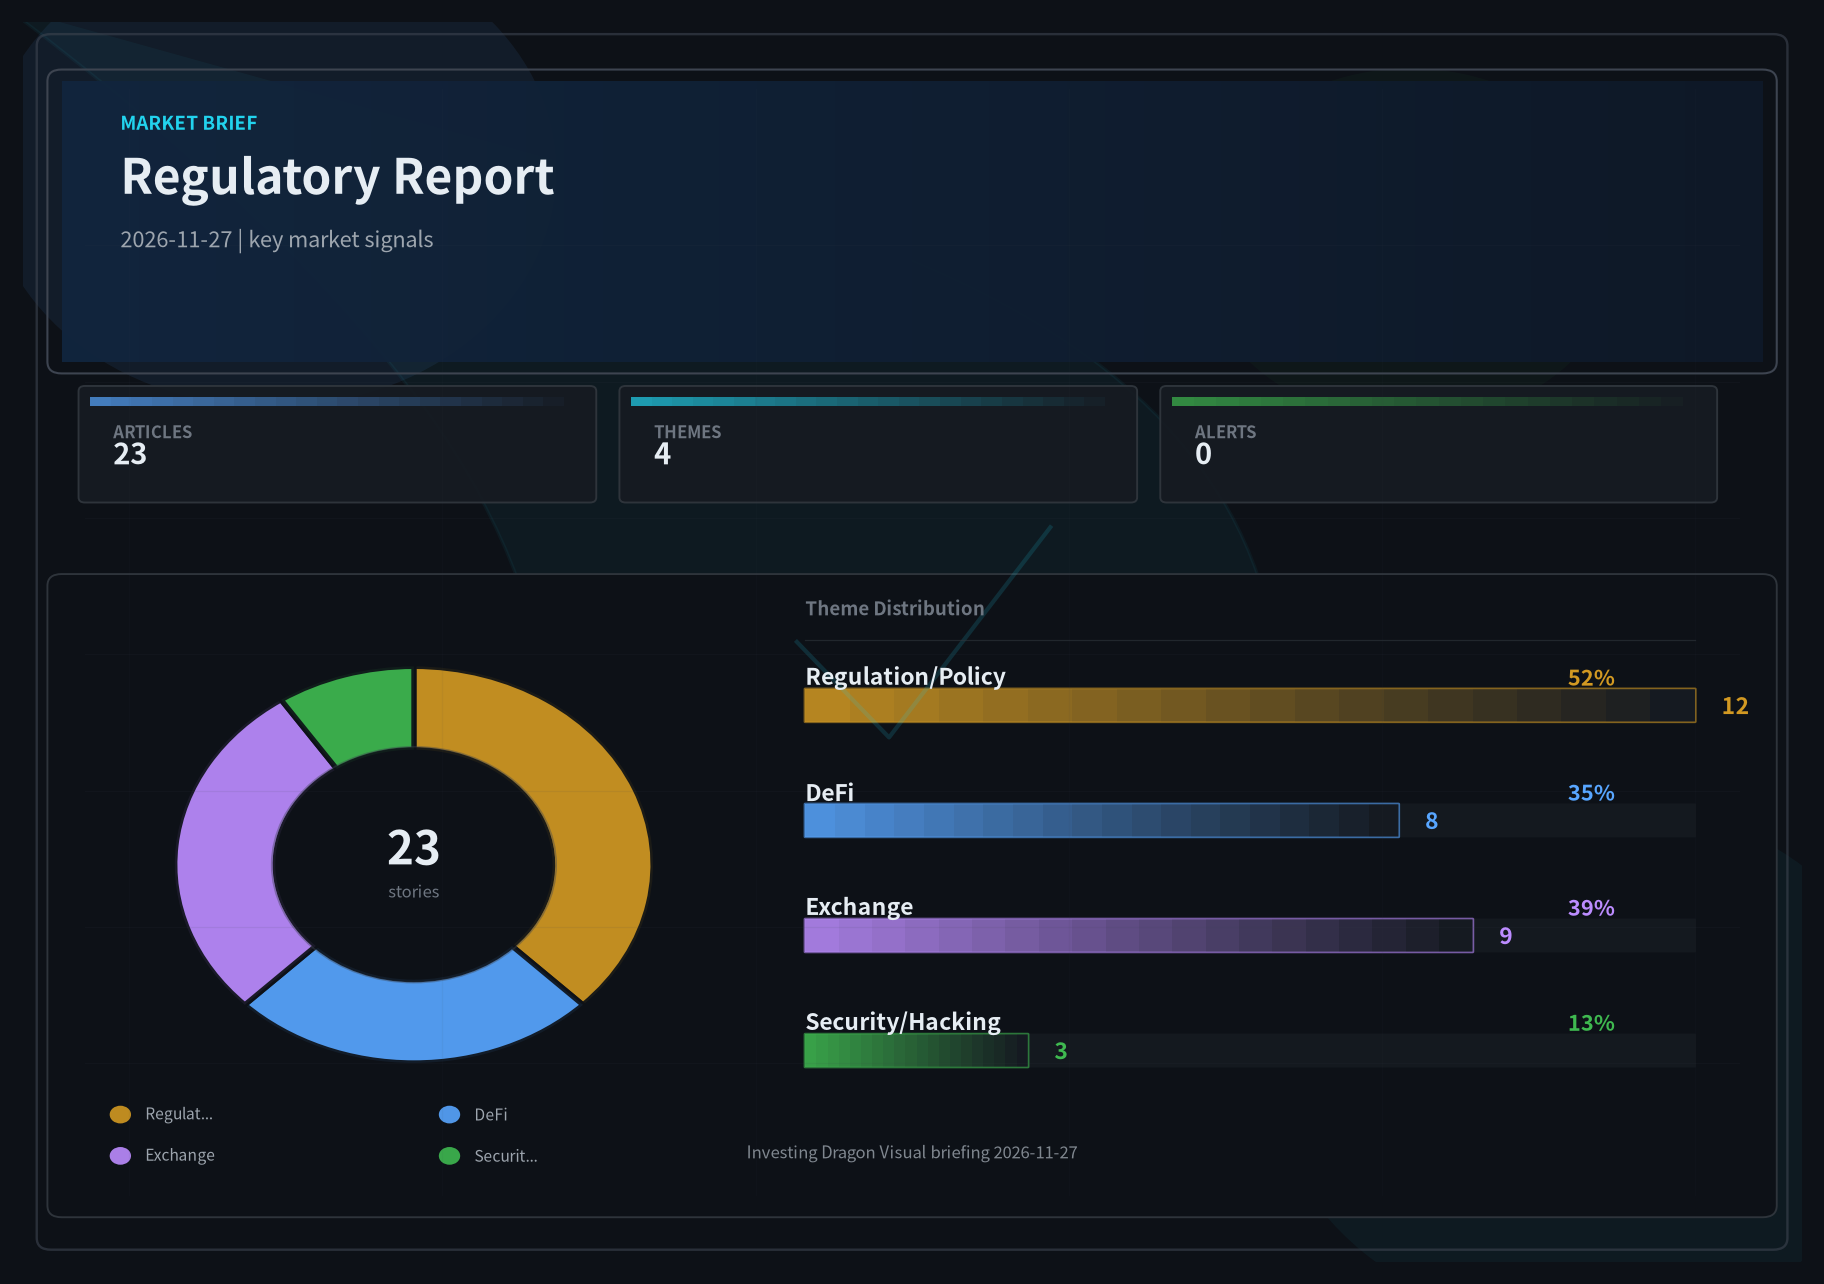 MARKET BRIEF
Regulatory Report
2026-11-27 | key market signals
ARTICLES
23
THEMES
4
ALERTS
0
Theme Distribution
Regulation/Policy
52%
12
DeFi
35%
8
Exchange
39%
9
Security/Hacking
13%
3
23
stories
Regulat...
DeFi
Exchange
Securit...
Investing Dragon Visual briefing 2026-11-27